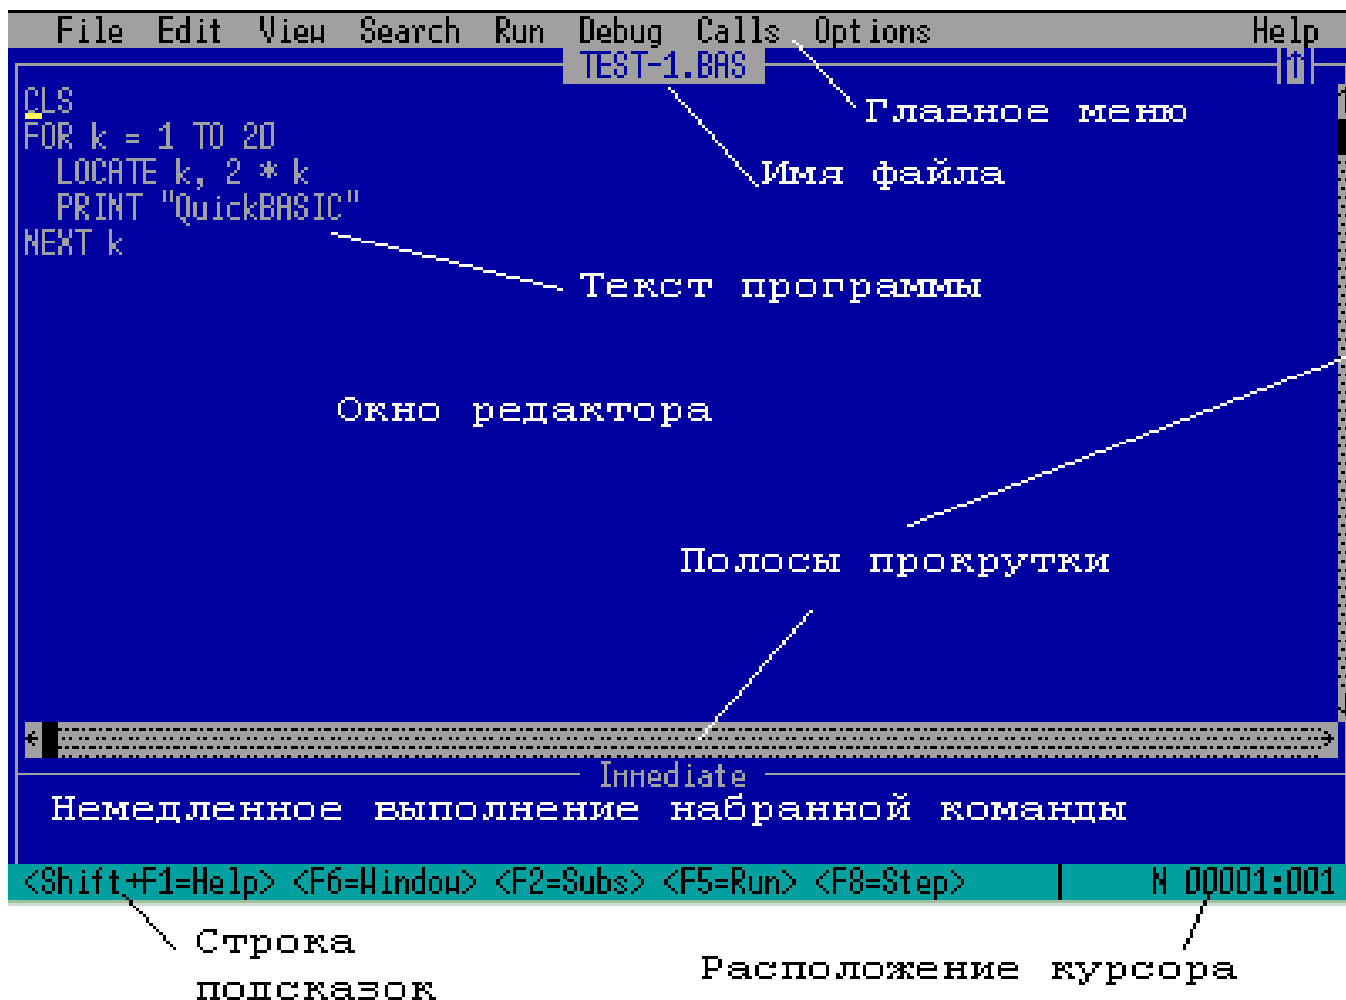 File Edit View Search Run Debug Calls Options Help
TEST-1.BAS
CLS
Главное меню
FOR k = 1 TO 20
LOCATE k, 2 * k
Имя файла
PRINT "QuickBASIC"
NEXT k
Текст программы
Окно редактора
Полосы прокрутки
Immediate
Немедленное выполнение набранной команды
<Shift+F1=Help> <F6=Window> <F2=Subs> <F5=Run> <F8=Step> N 00001:001
Строка
подсказок
Расположение курсора